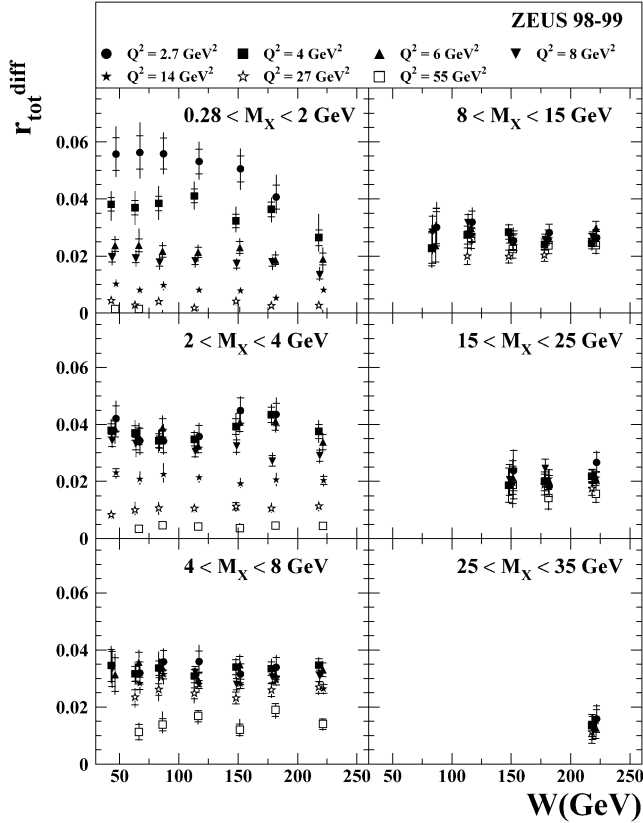 ZEUS 98-99
● Q² = 2.7 GeV² ■ Q² = 4 GeV² ▲ Q² = 6 GeV² ▼ Q² = 8 GeV²
★ Q² = 14 GeV² ☆ Q² = 27 GeV² □ Q² = 55 GeV²
r_tot^diff
0.28 < M_X < 2 GeV 8 < M_X < 15 GeV
0.06
0.04
0.02
0
2 < M_X < 4 GeV 15 < M_X < 25 GeV
0.06
0.04
0.02
0
4 < M_X < 8 GeV 25 < M_X < 35 GeV
0.06
0.04
0.02
0
50 100 150 200 250 50 100 150 200 250
W(GeV)